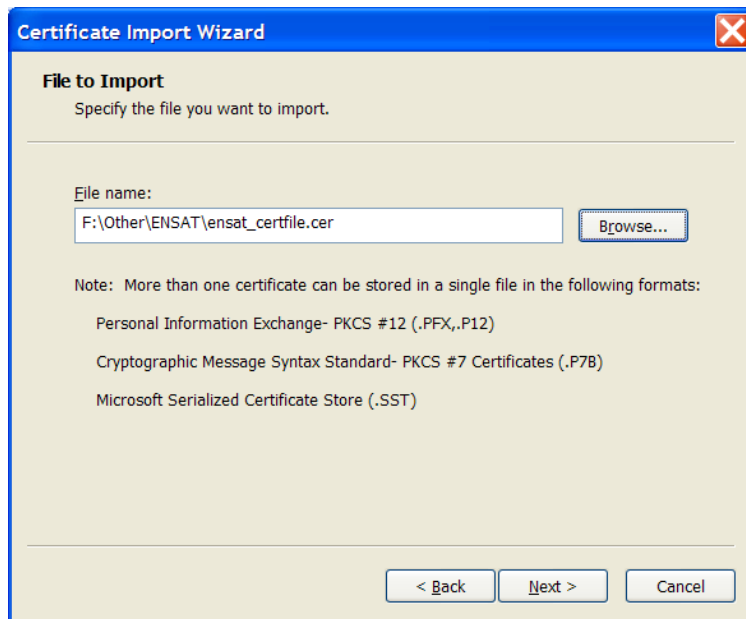 Certificate Import Wizard
File to Import
Specify the file you want to import.
File name:
F:\Other\ENSAT\ensat_certfile.cer
Browse...
Note:  More than one certificate can be stored in a single file in the following formats:
Personal Information Exchange- PKCS #12 (.PFX,.P12)
Cryptographic Message Syntax Standard- PKCS #7 Certificates (.P7B)
Microsoft Serialized Certificate Store (.SST)
< Back
Next >
Cancel